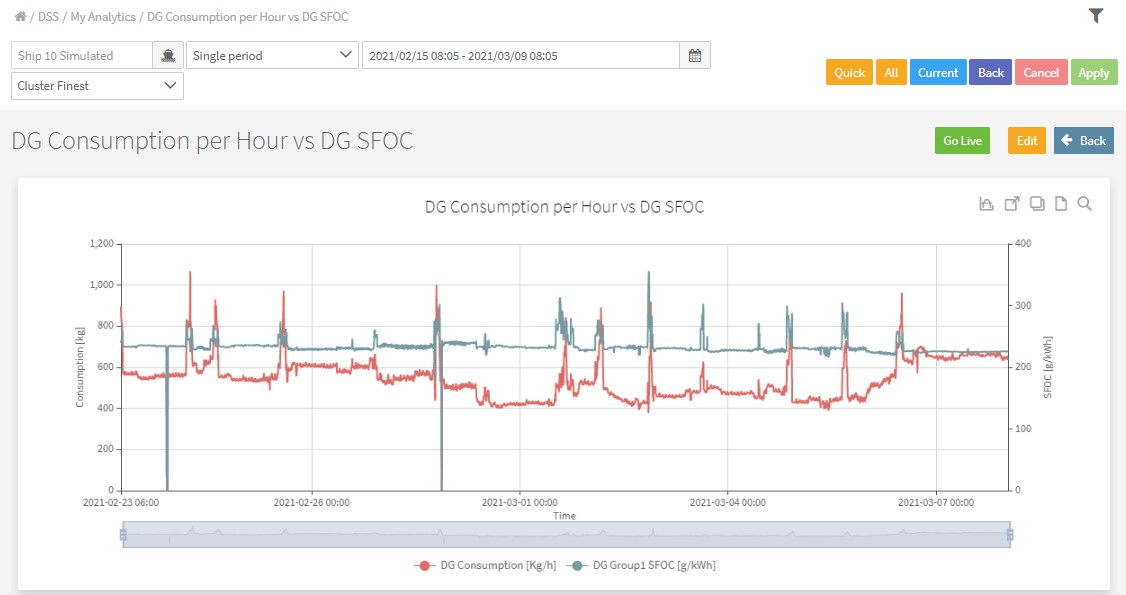 / DSS / My Analytics / DG Consumption per Hour vs DG SFOC
Ship 10 Simulated Single period 2021/02/15 08:05 - 2021/03/09 08:05
Quick All Current Back Cancel Apply
Cluster Finest
DG Consumption per Hour vs DG SFOC
Go Live Edit Back
DG Consumption per Hour vs DG SFOC
1,200
1,000
800
600
400
200
0
Consumption [kg]
400
300
200
100
0
SFOC [g/kWh]
2021-02-23 06:00 2021-02-26 00:00 2021-03-01 00:00 2021-03-04 00:00 2021-03-07 00:00
Time
DG Consumption [Kg/h] DG Group1 SFOC [g/kWh]